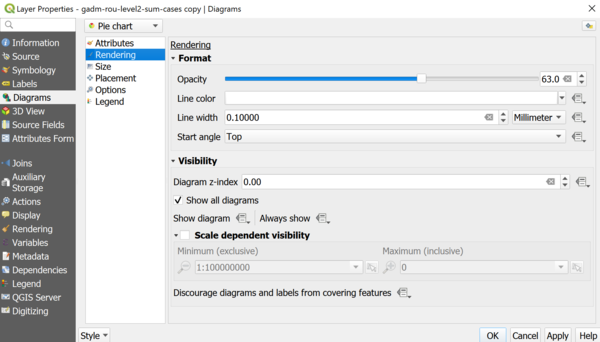 Layer Properties - gadm-rou-level2-sum-cases copy | Diagrams
Information
Source
Symbology
Labels
Diagrams
3D View
Source Fields
Attributes Form
Joins
Auxiliary
Storage
Actions
Display
Rendering
Variables
Metadata
Dependencies
Legend
QGIS Server
Digitizing
Pie chart
Attributes
Rendering
Size
Placement
Options
Legend
Rendering
Format
Opacity 63.0
Line color
Line width 0.10000 Millimeter
Start angle Top
Visibility
Diagram z-index 0.00
Show all diagrams
Show diagram Always show
Scale dependent visibility
Minimum (exclusive) Maximum (inclusive)
1:100000000 0
Discourage diagrams and labels from covering features
Style OK Cancel Apply Help